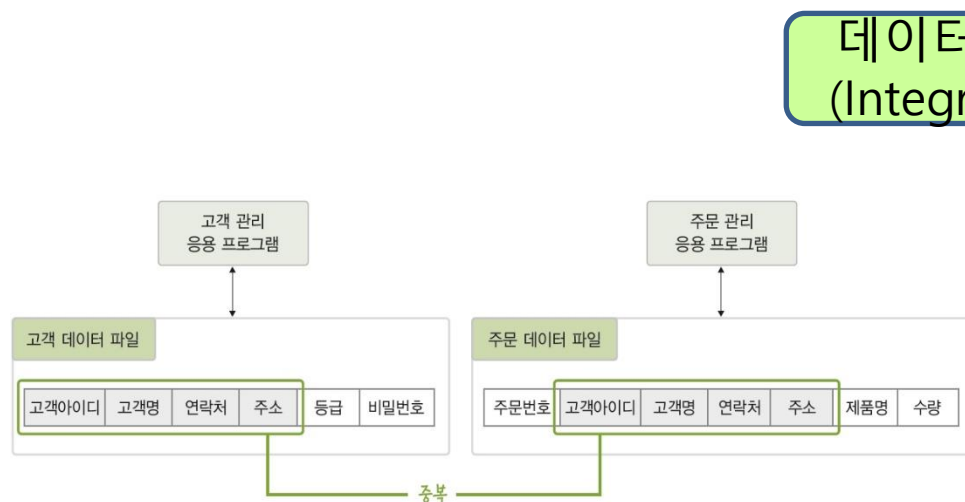 데이터
(Integr
고객 관리
응용 프로그램
주문 관리
응용 프로그램
고객 데이터 파일
주문 데이터 파일
고객아이디 고객명 연락처 주소 등급 비밀번호
주문번호 고객아이디 고객명 연락처 주소 제품명 수량
중복